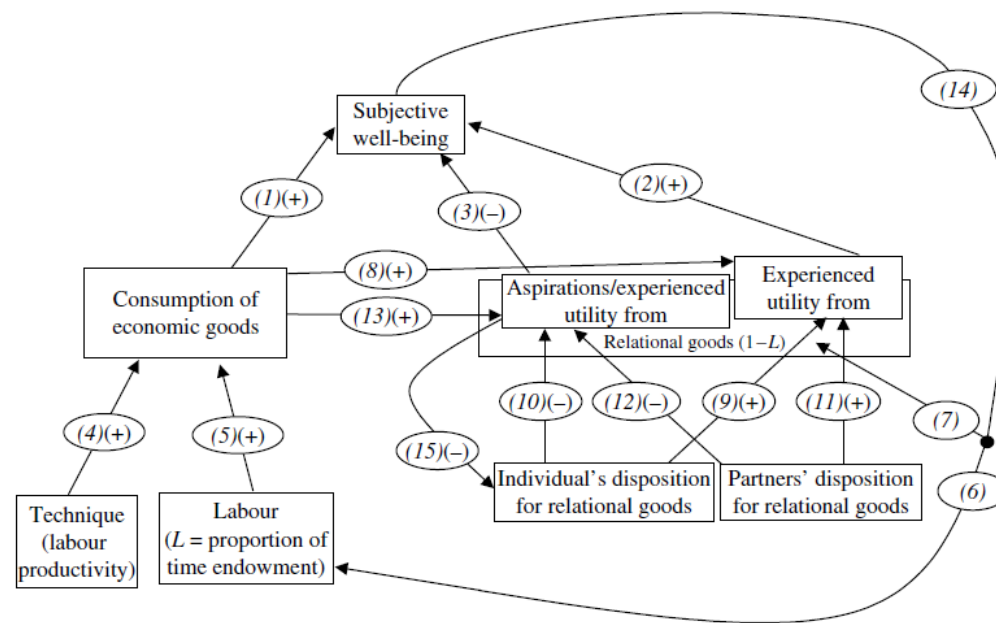 (14)
Subjective
well-being
(2)(+)
(1)(+)
(3)(–)
(8)(+)
Experienced
utility from
Consumption of
economic goods
Aspirations/experienced
utility from
(13)(+)
Relational goods (1–L)
(10)(–)
(12)(–)
(9)(+)
(11)(+)
(7)
(4)(+)
(5)(+)
(15)(–)
Individual's disposition
for relational goods
Partners' disposition
for relational goods
(6)
Technique
(labour
productivity)
Labour
(L = proportion of
time endowment)